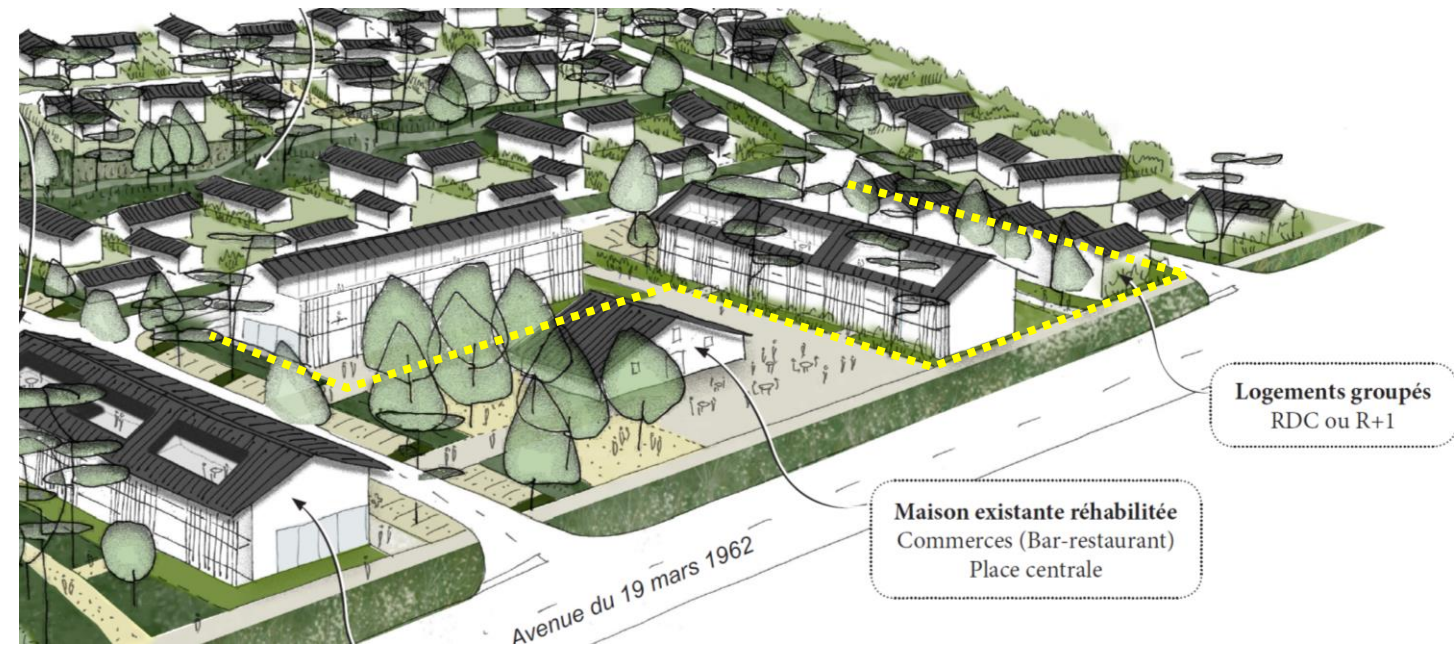 Logements groupés
RDC ou R+1
Maison existante réhabilitée
Commerces (Bar-restaurant)
Place centrale
Avenue du 19 mars 1962